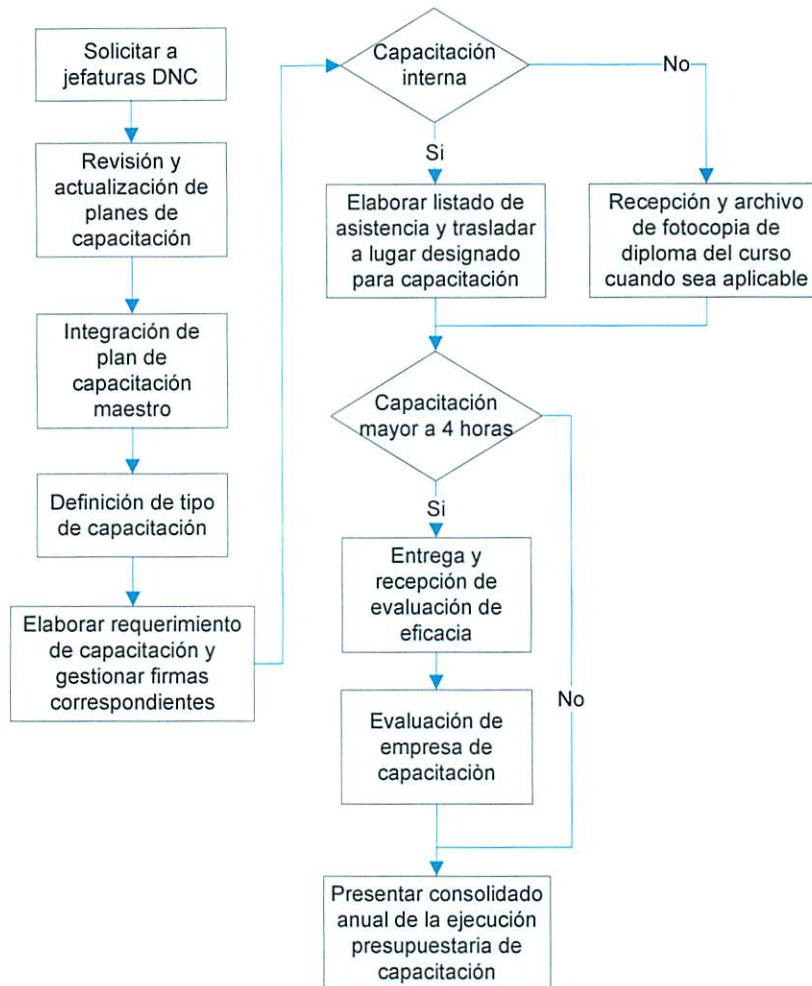 Solicitar a
jefaturas DNC
Revisión y
actualización de
planes de
capacitación
Integración de
plan de
capacitación
maestro
Definición de tipo
de capacitación
Elaborar requerimiento
de capacitación y
gestionar firmas
correspondientes
Capacitación
interna
No
Si
Elaborar listado de
asistencia y trasladar
a lugar designado
para capacitación
Recepción y archivo
de fotocopia de
diploma del curso
cuando sea aplicable
Capacitación
mayor a 4 horas
Si
Entrega y
recepción de
evaluación de
eficacia
No
Evaluación de
empresa de
capacitaciòn
Presentar consolidado
anual de la ejecución
presupuestaria de
capacitación